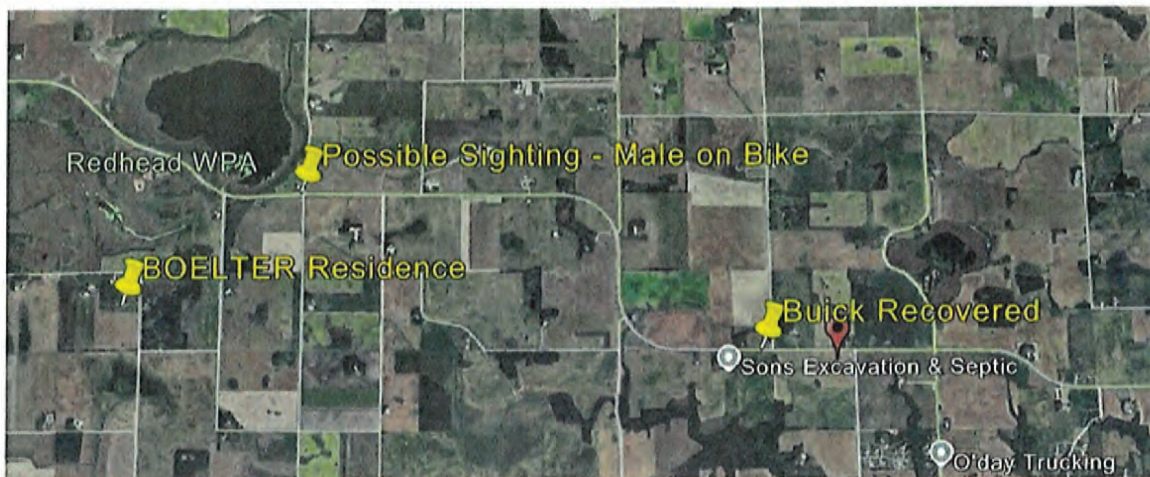 Redhead WPA
Possible Sighting - Male on Bike
BOELTER Residence
Buick Recovered
Sons Excavation & Septic
O'day Trucking